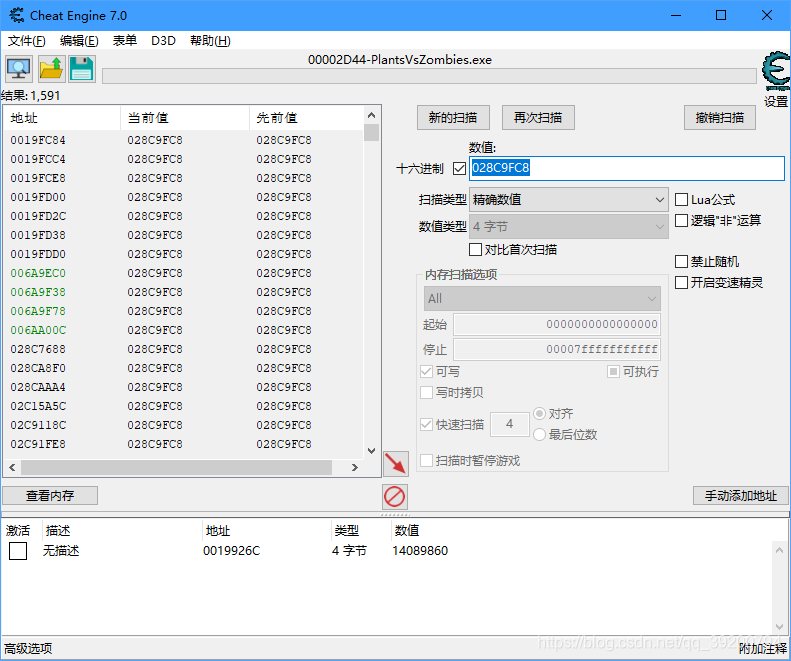 Cheat Engine 7.0
文件(F) 编辑(E) 表单 D3D 帮助(H)
00002D44-PlantsVsZombies.exe
设置
结果: 1,591
地址 当前值 先前值
0019FC84 028C9FC8 028C9FC8
0019FCC4 028C9FC8 028C9FC8
0019FCE8 028C9FC8 028C9FC8
0019FD00 028C9FC8 028C9FC8
0019FD2C 028C9FC8 028C9FC8
0019FD38 028C9FC8 028C9FC8
0019FDD0 028C9FC8 028C9FC8
006A9EC0 028C9FC8 028C9FC8
006A9F38 028C9FC8 028C9FC8
006A9F78 028C9FC8 028C9FC8
006AA00C 028C9FC8 028C9FC8
028C7688 028C9FC8 028C9FC8
028CA8F0 028C9FC8 028C9FC8
028CAAA4 028C9FC8 028C9FC8
02C15A5C 028C9FC8 028C9FC8
02C9118C 028C9FC8 028C9FC8
02C91FE8 028C9FC8 028C9FC8
新的扫描 再次扫描 撤销扫描
数值:
十六进制 028C9FC8
扫描类型 精确数值 Lua公式
数值类型 4 字节 逻辑"非"运算
对比首次扫描
禁止随机
开启变速精灵
内存扫描选项
All
起始 0000000000000000
停止 00007fffffffffff
可写 可执行
写时拷贝
快速扫描 4 对齐
最后位数
扫描时暂停游戏
查看内存 手动添加地址
激活 描述 地址 类型 数值
无描述 0019926C 4 字节 14089860
高级选项 附加注释